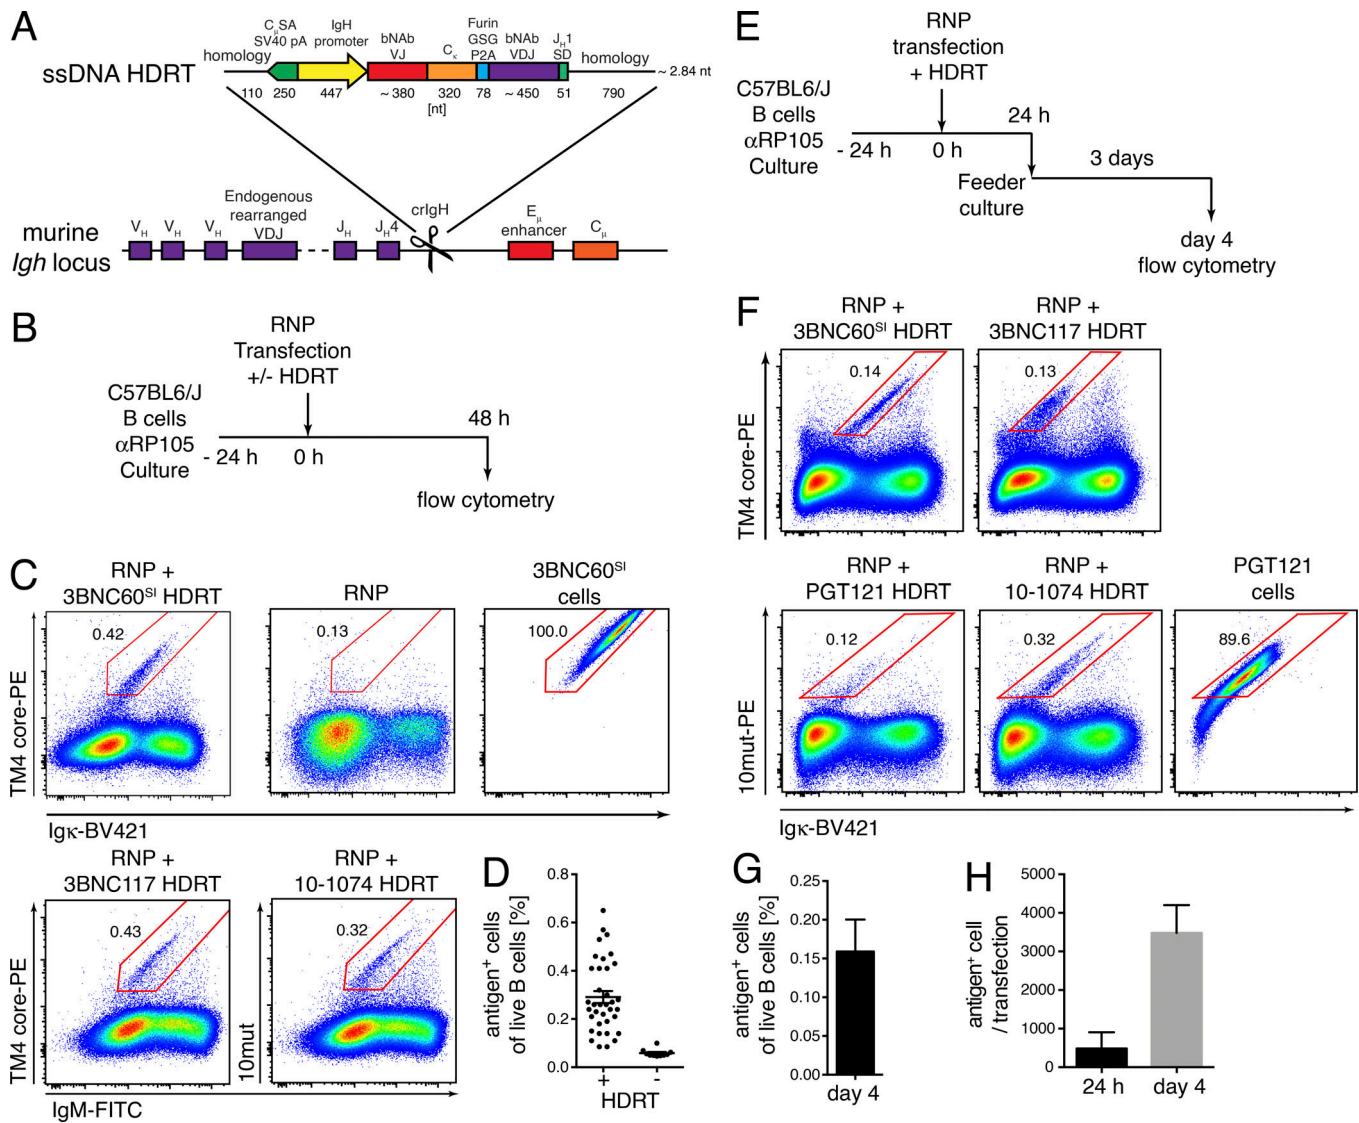 A
ssDNA HDRT
homology
CμSA
SV40 pA
IgH
promoter
bNAb
VJ
Cκ
Furin
GSG
P2A
bNAb
VDJ
JH1
SD
homology
~ 2.84 nt
110 250 447 ~ 380 320 78 ~ 450 51 790
[nt]
murine
Igh locus
VH VH VH
Endogenous
rearranged
VDJ
JH JH4
crIgH
Eμ
enhancer
Cμ
B
RNP
Transfection
+/- HDRT
C57BL6/J
B cells
αRP105
Culture
- 24 h 0 h
48 h
flow cytometry
C
RNP +
3BNC60SI HDRT
RNP
3BNC60SI
cells
0.42
0.13
100.0
TM4 core-PE
Igκ-BV421
RNP +
3BNC117 HDRT
RNP +
10-1074 HDRT
0.43
0.32
TM4 core-PE
10mut
IgM-FITC
D
antigen+ cells
of live B cells [%]
0.8
0.6
0.4
0.2
0.0
+ -
HDRT
E
RNP
transfection
+ HDRT
C57BL6/J
B cells
αRP105
Culture
- 24 h 0 h
24 h
Feeder
culture
3 days
day 4
flow cytometry
F
RNP +
3BNC60SI HDRT
RNP +
3BNC117 HDRT
0.14
0.13
TM4 core-PE
RNP +
PGT121 HDRT
RNP +
10-1074 HDRT
PGT121
cells
0.12
0.32
89.6
10mut-PE
Igκ-BV421
G
antigen+ cells
of live B cells [%]
0.25
0.20
0.15
0.10
0.05
0.00
day 4
H
antigen+ cell
/ transfection
5000
4000
3000
2000
1000
0
24 h day 4